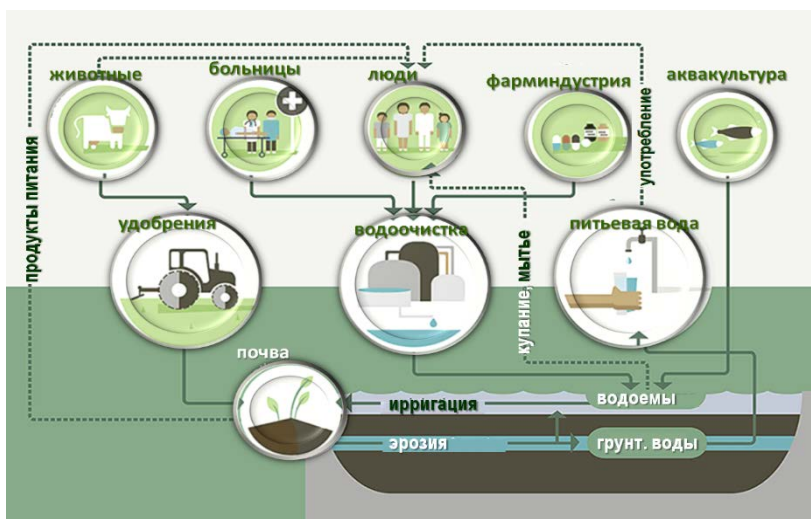 животные
больницы
люди
фарминдустрия
аквакультура
продукты питания
употребление
удобрения
водоочистка
питьевая вода
купание, мытье
почва
ирригация
водоемы
эрозия
грунт. воды